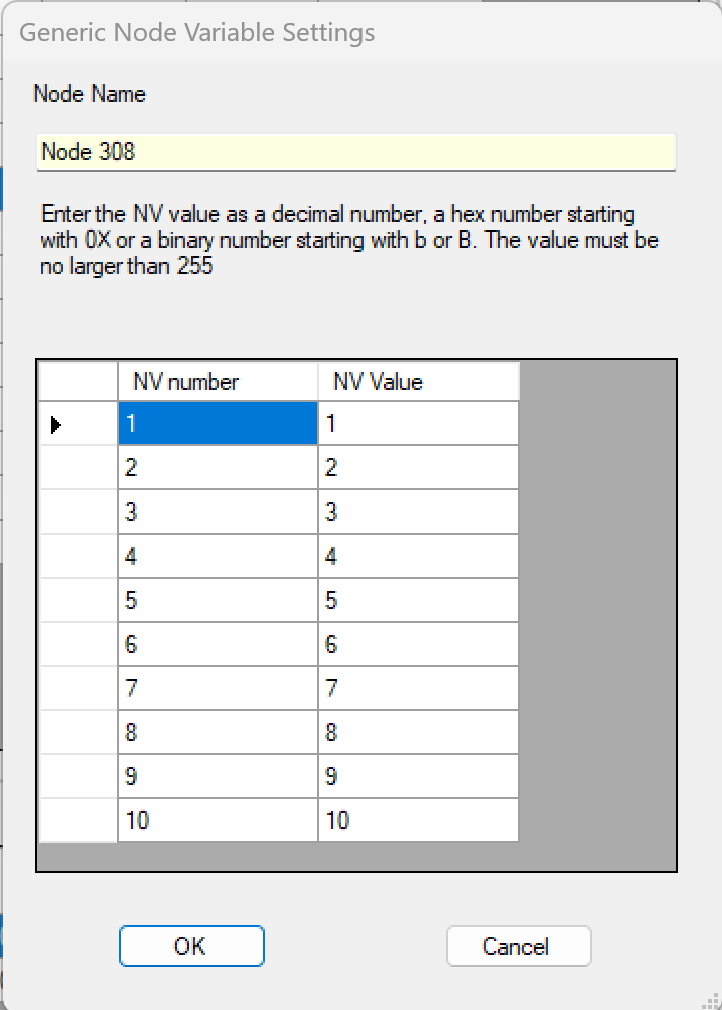 Generic Node Variable Settings
Node Name
Node 308
Enter the NV value as a decimal number, a hex number starting
with 0X or a binary number starting with b or B. The value must be
no larger than 255
NV number NV Value
1 1
2 2
3 3
4 4
5 5
6 6
7 7
8 8
9 9
10 10
OK Cancel